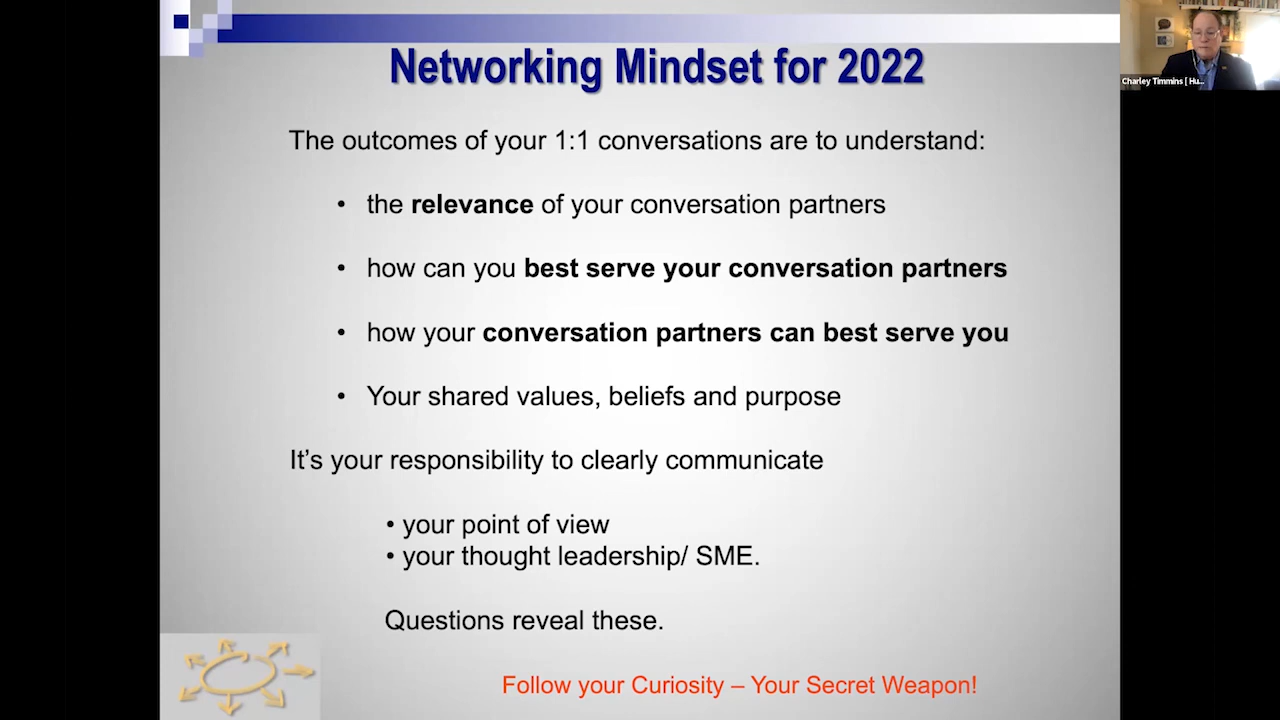 Networking Mindset for 2022
Charley Timmins [ Hu...
The outcomes of your 1:1 conversations are to understand:
• the relevance of your conversation partners
• how can you best serve your conversation partners
• how your conversation partners can best serve you
• Your shared values, beliefs and purpose
It’s your responsibility to clearly communicate
• your point of view
• your thought leadership/ SME.
Questions reveal these.
Follow your Curiosity – Your Secret Weapon!